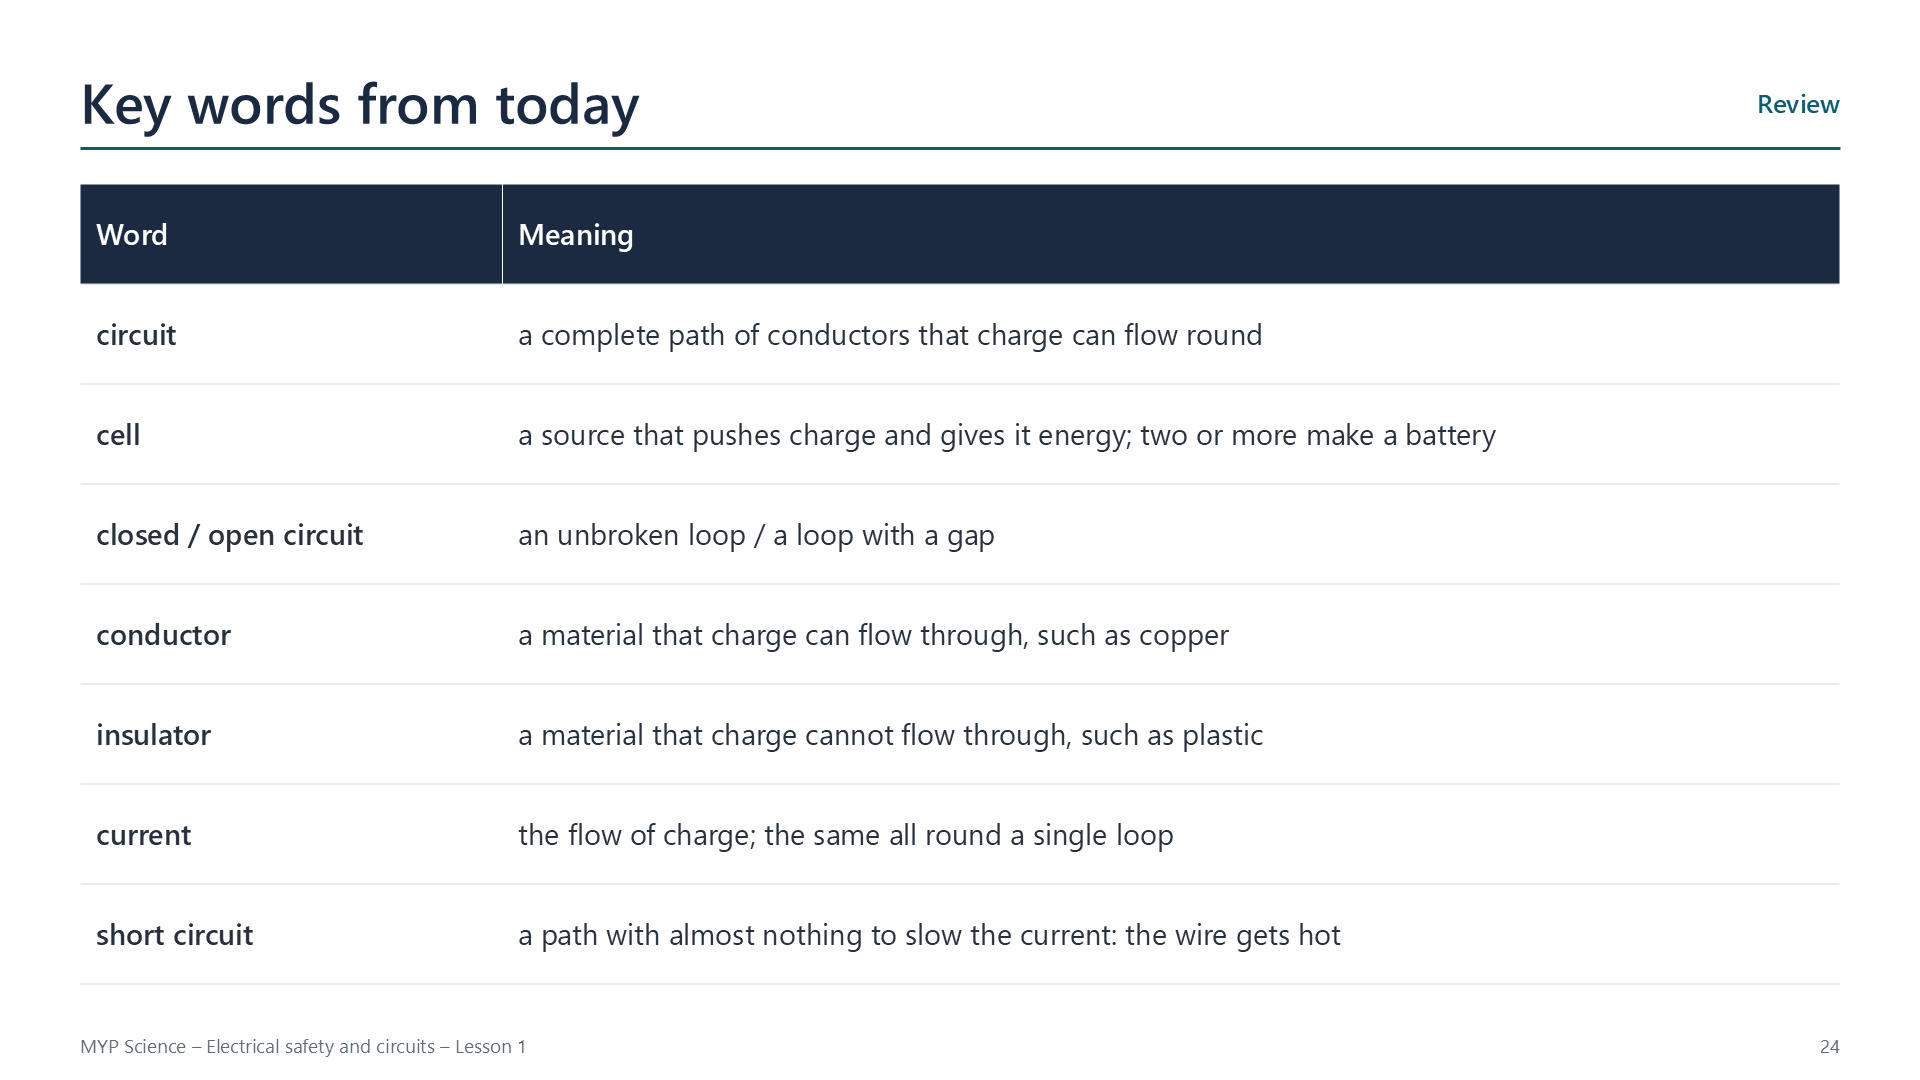 Key words from today
Review
Word Meaning
circuit a complete path of conductors that charge can flow round
cell a source that pushes charge and gives it energy; two or more make a battery
closed / open circuit an unbroken loop / a loop with a gap
conductor a material that charge can flow through, such as copper
insulator a material that charge cannot flow through, such as plastic
current the flow of charge; the same all round a single loop
short circuit a path with almost nothing to slow the current: the wire gets hot
MYP Science – Electrical safety and circuits – Lesson 1 24